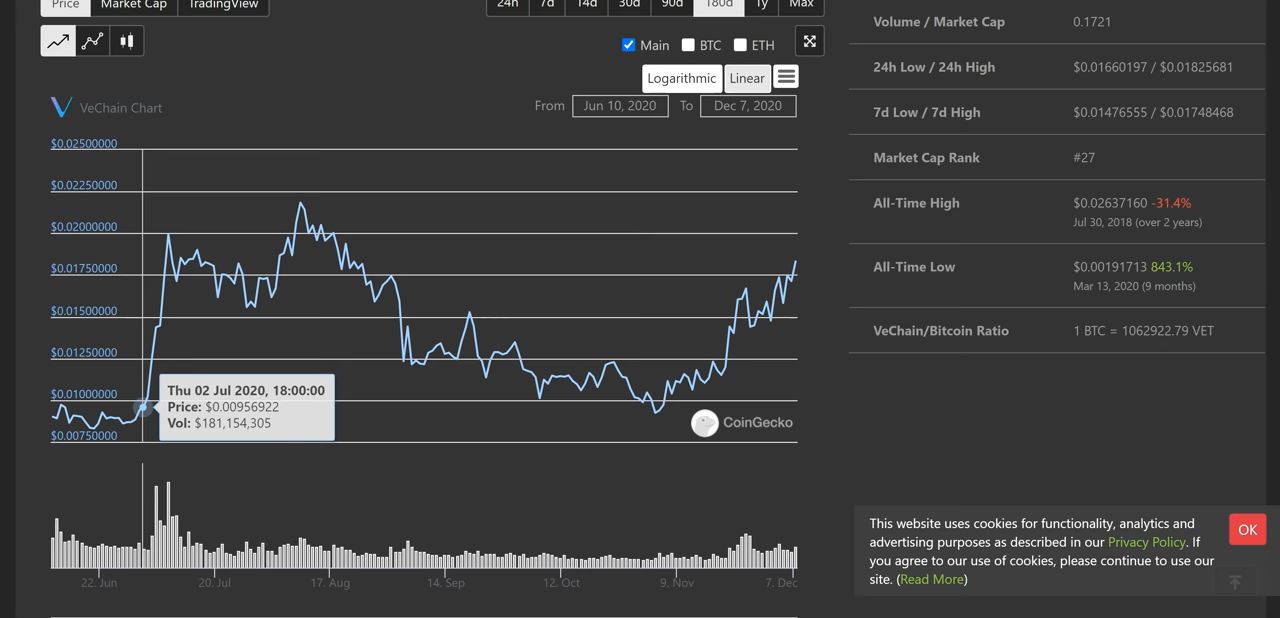 Price Market Cap TradingView
24h 7d 14d 30d 90d 180d 1y Max
Main BTC ETH
Logarithmic Linear
VeChain Chart
From Jun 10, 2020 To Dec 7, 2020
$0.02500000
$0.02250000
$0.02000000
$0.01750000
$0.01500000
$0.01250000
$0.01000000
$0.00750000
Thu 02 Jul 2020, 18:00:00
Price: $0.00956922
Vol: $181,154,305
CoinGecko
22. Jun 20. Jul 17. Aug 14. Sep 12. Oct 9. Nov 7. Dec
Volume / Market Cap 0.1721
24h Low / 24h High $0.01660197 / $0.01825681
7d Low / 7d High $0.01476555 / $0.01748468
Market Cap Rank #27
All-Time High $0.02637160 -31.4%
Jul 30, 2018 (over 2 years)
All-Time Low $0.00191713 843.1%
Mar 13, 2020 (9 months)
VeChain/Bitcoin Ratio 1 BTC = 1062922.79 VET
This website uses cookies for functionality, analytics and
advertising purposes as described in our Privacy Policy. If
you agree to our use of cookies, please continue to use our
site. (Read More)
OK